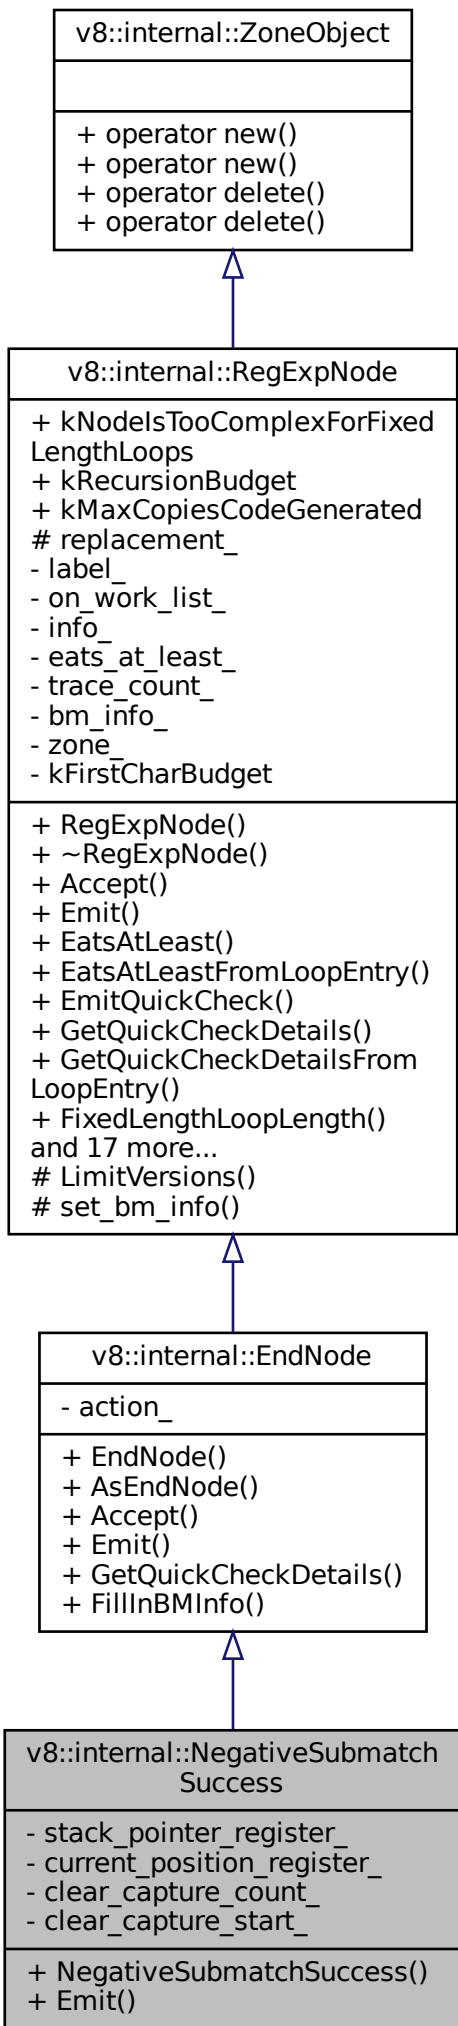 v8::internal::ZoneObject
+ operator new()
+ operator new()
+ operator delete()
+ operator delete()
v8::internal::RegExpNode
+ kNodeIsTooComplexForFixed
LengthLoops
+ kRecursionBudget
+ kMaxCopiesCodeGenerated
# replacement_
- label_
- on_work_list_
- info_
- eats_at_least_
- trace_count_
- bm_info_
- zone_
- kFirstCharBudget
+ RegExpNode()
+ ~RegExpNode()
+ Accept()
+ Emit()
+ EatsAtLeast()
+ EatsAtLeastFromLoopEntry()
+ EmitQuickCheck()
+ GetQuickCheckDetails()
+ GetQuickCheckDetailsFrom
LoopEntry()
+ FixedLengthLoopLength()
and 17 more...
# LimitVersions()
# set_bm_info()
v8::internal::EndNode
- action_
+ EndNode()
+ AsEndNode()
+ Accept()
+ Emit()
+ GetQuickCheckDetails()
+ FillInBMInfo()
v8::internal::NegativeSubmatch
Success
- stack_pointer_register_
- current_position_register_
- clear_capture_count_
- clear_capture_start_
+ NegativeSubmatchSuccess()
+ Emit()